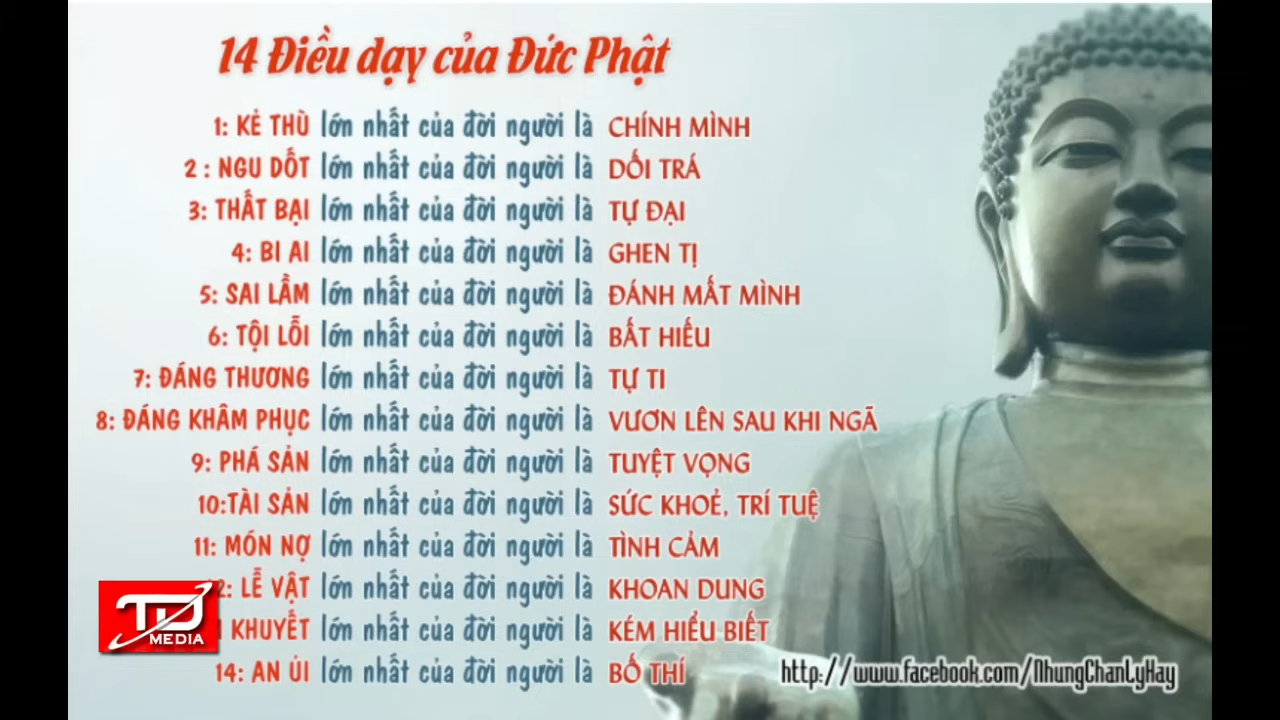 14 Điều dạy của Đức Phật
1: KẺ THÙ lớn nhất của đời người là CHÍNH MÌNH
2 : NGU DỐT lớn nhất của đời người là DỐI TRÁ
3: THẤT BẠI lớn nhất của đời người là TỰ ĐẠI
4: BI AI lớn nhất của đời người là GHEN TỊ
5: SAI LẦM lớn nhất của đời người là ĐÁNH MẤT MÌNH
6: TỘI LỖI lớn nhất của đời người là BẤT HIẾU
7: ĐÁNG THƯƠNG lớn nhất của đời người là TỰ TI
8: ĐÁNG KHÂM PHỤC lớn nhất của đời người là VƯƠN LÊN SAU KHI NGÃ
9: PHÁ SẢN lớn nhất của đời người là TUYỆT VỌNG
10:TÀI SẢN lớn nhất của đời người là SỨC KHOẺ, TRÍ TUỆ
11: MÓN NỢ lớn nhất của đời người là TÌNH CẢM
2: LỄ VẬT lớn nhất của đời người là KHOAN DUNG
KHUYẾT lớn nhất của đời người là KÉM HIỂU BIẾT
14: AN ỦI lớn nhất của đời người là BỐ THÍ
TD MEDIA
http://www.facebook.com/NhungChanLyHay